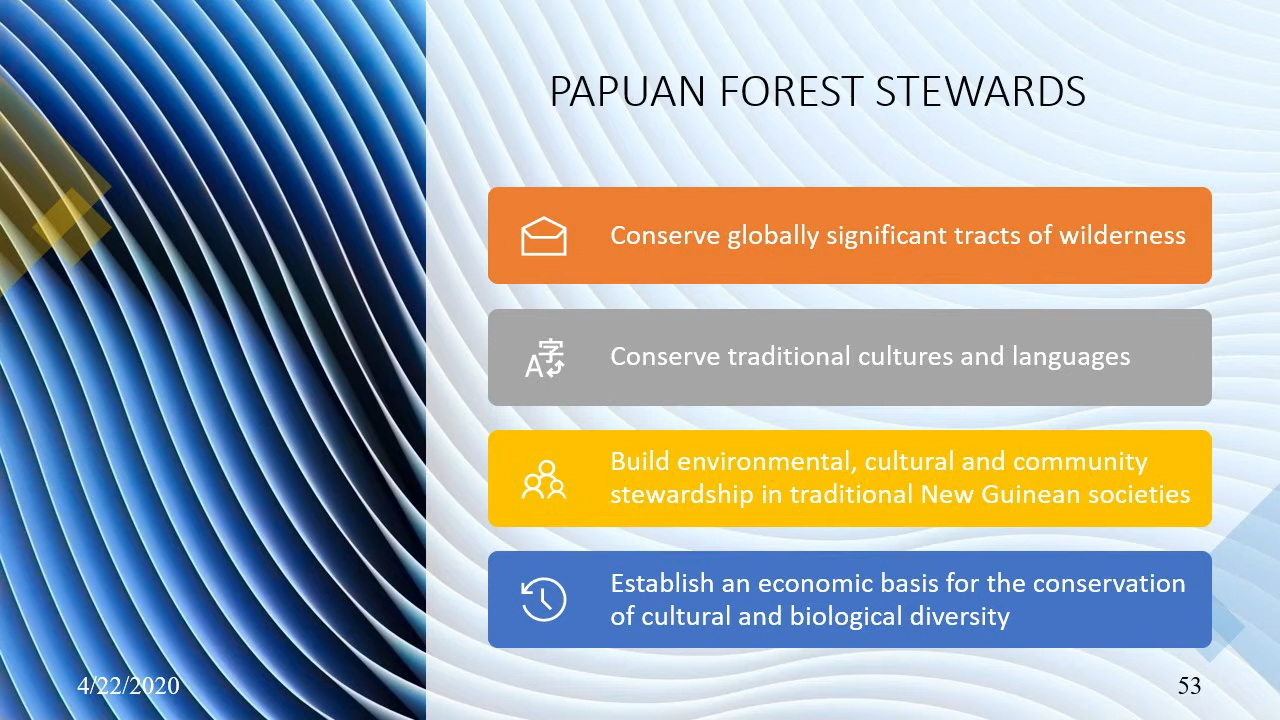 PAPUAN FOREST STEWARDS
Conserve globally significant tracts of wilderness
A字
Conserve traditional cultures and languages
Build environmental, cultural and community
stewardship in traditional New Guinean societies
Establish an economic basis for the conservation
of cultural and biological diversity
4/22/2020
53